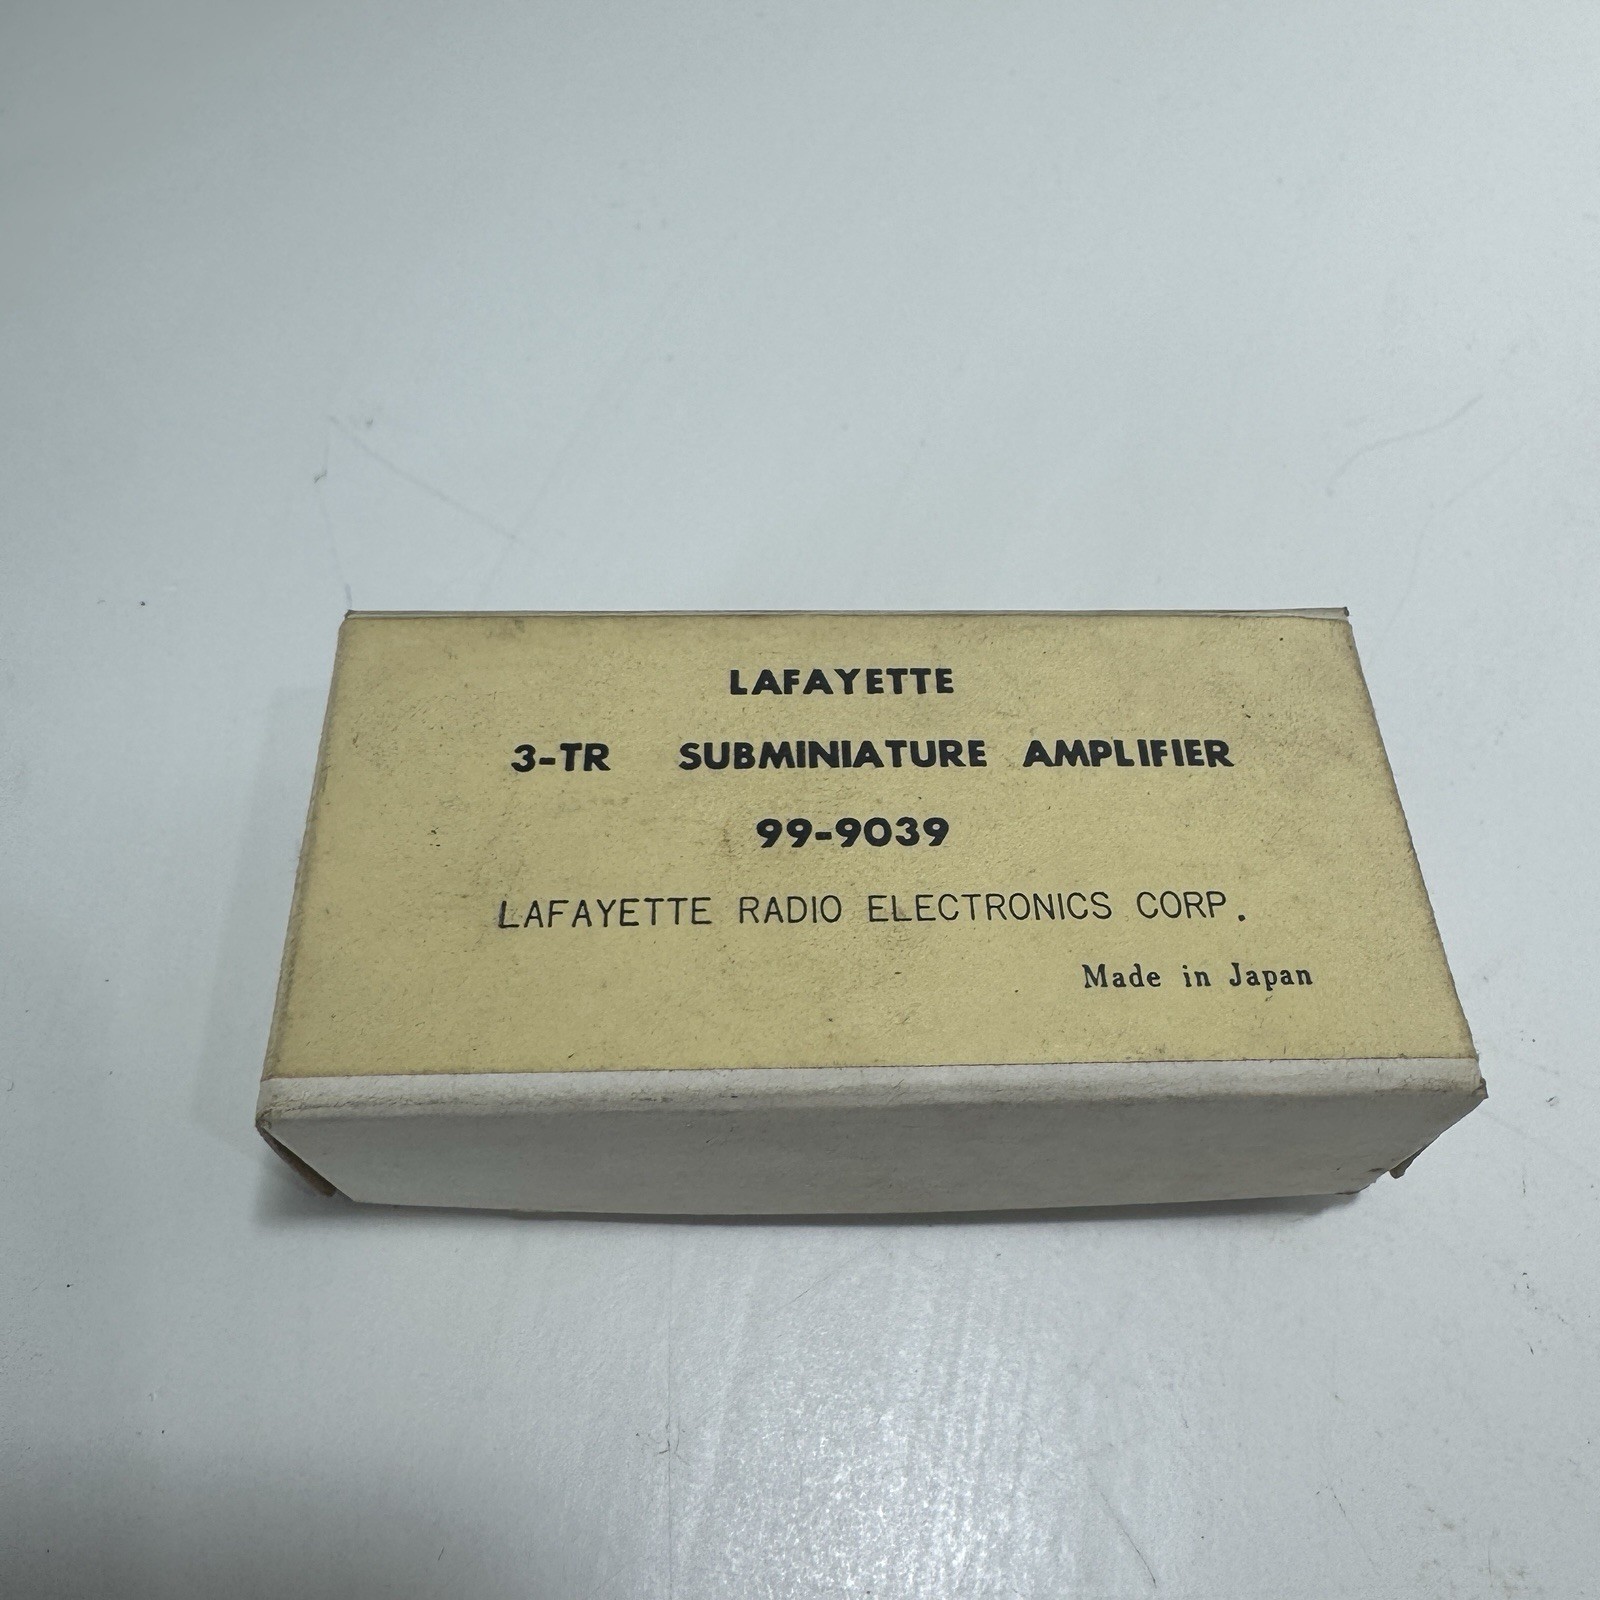 LAFAYETTE
3-TR SUBMINIATURE AMPLIFIER
99-9039
LAFAYETTE RADIO ELECTRONICS CORP.
Made in Japan